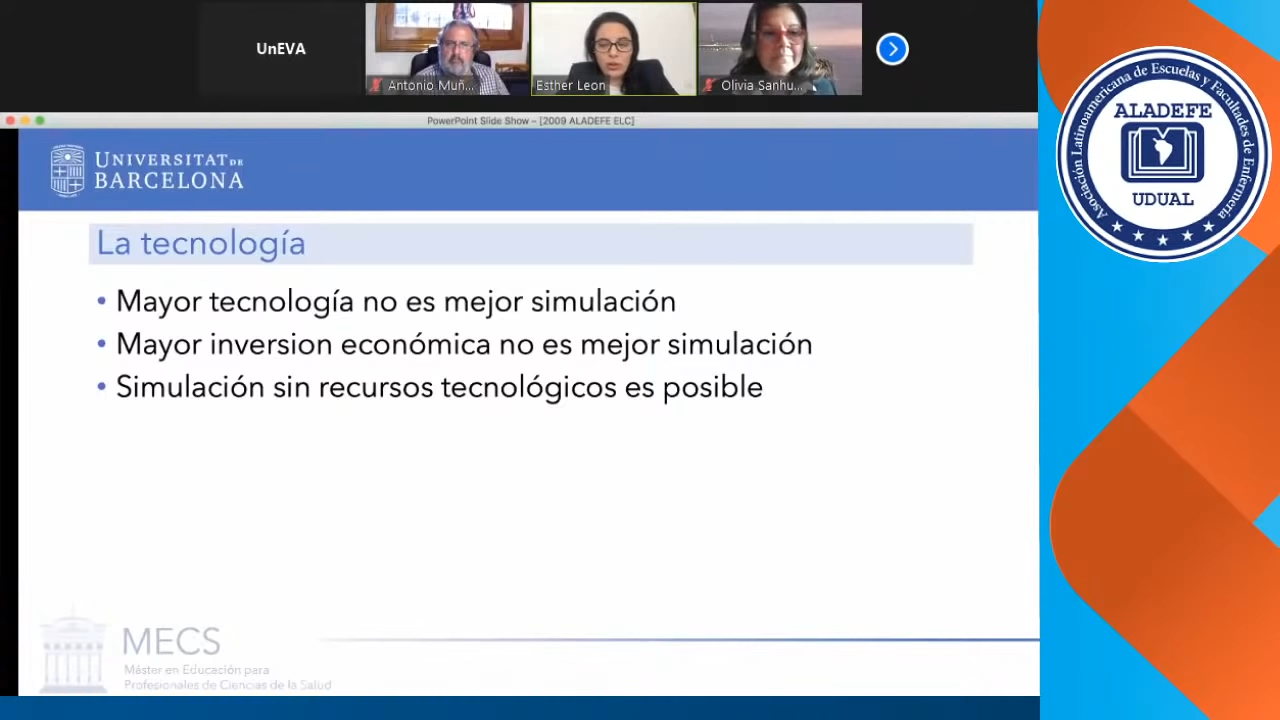 UnEVA
Antonio Muñ...
Esther Leon
Olivia Sanhu...
PowerPoint Slide Show – [2009 ALADEFE ELC]
UNIVERSITAT DE
BARCELONA
La tecnología
• Mayor tecnología no es mejor simulación
• Mayor inversion económica no es mejor simulación
• Simulación sin recursos tecnológicos es posible
MECS
Máster en Educación para
Profesionales de Ciencias de la Salud
Asociación Latinoamericana de Escuelas y Facultades de Enfermería
ALADEFE
UDUAL